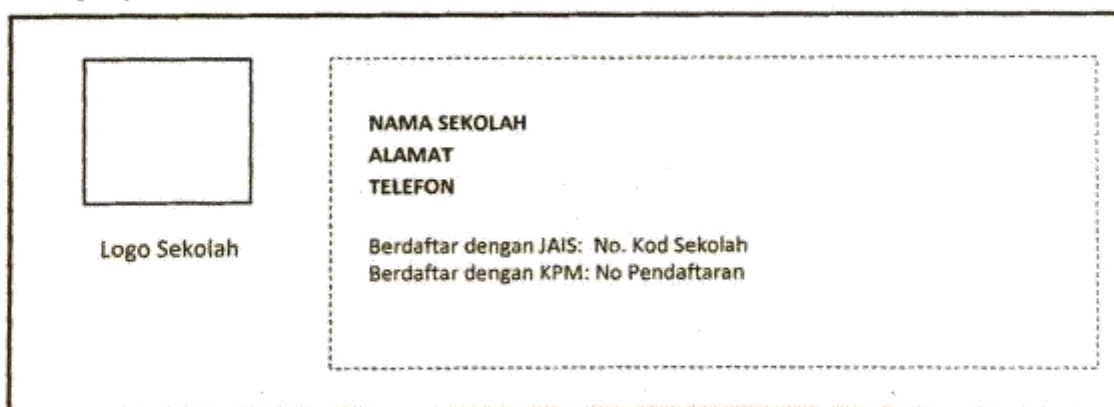 NAMA SEKOLAH
ALAMAT
TELEFON
Logo Sekolah
Berdaftar dengan JAIS: No. Kod Sekolah
Berdaftar dengan KPM: No Pendaftaran